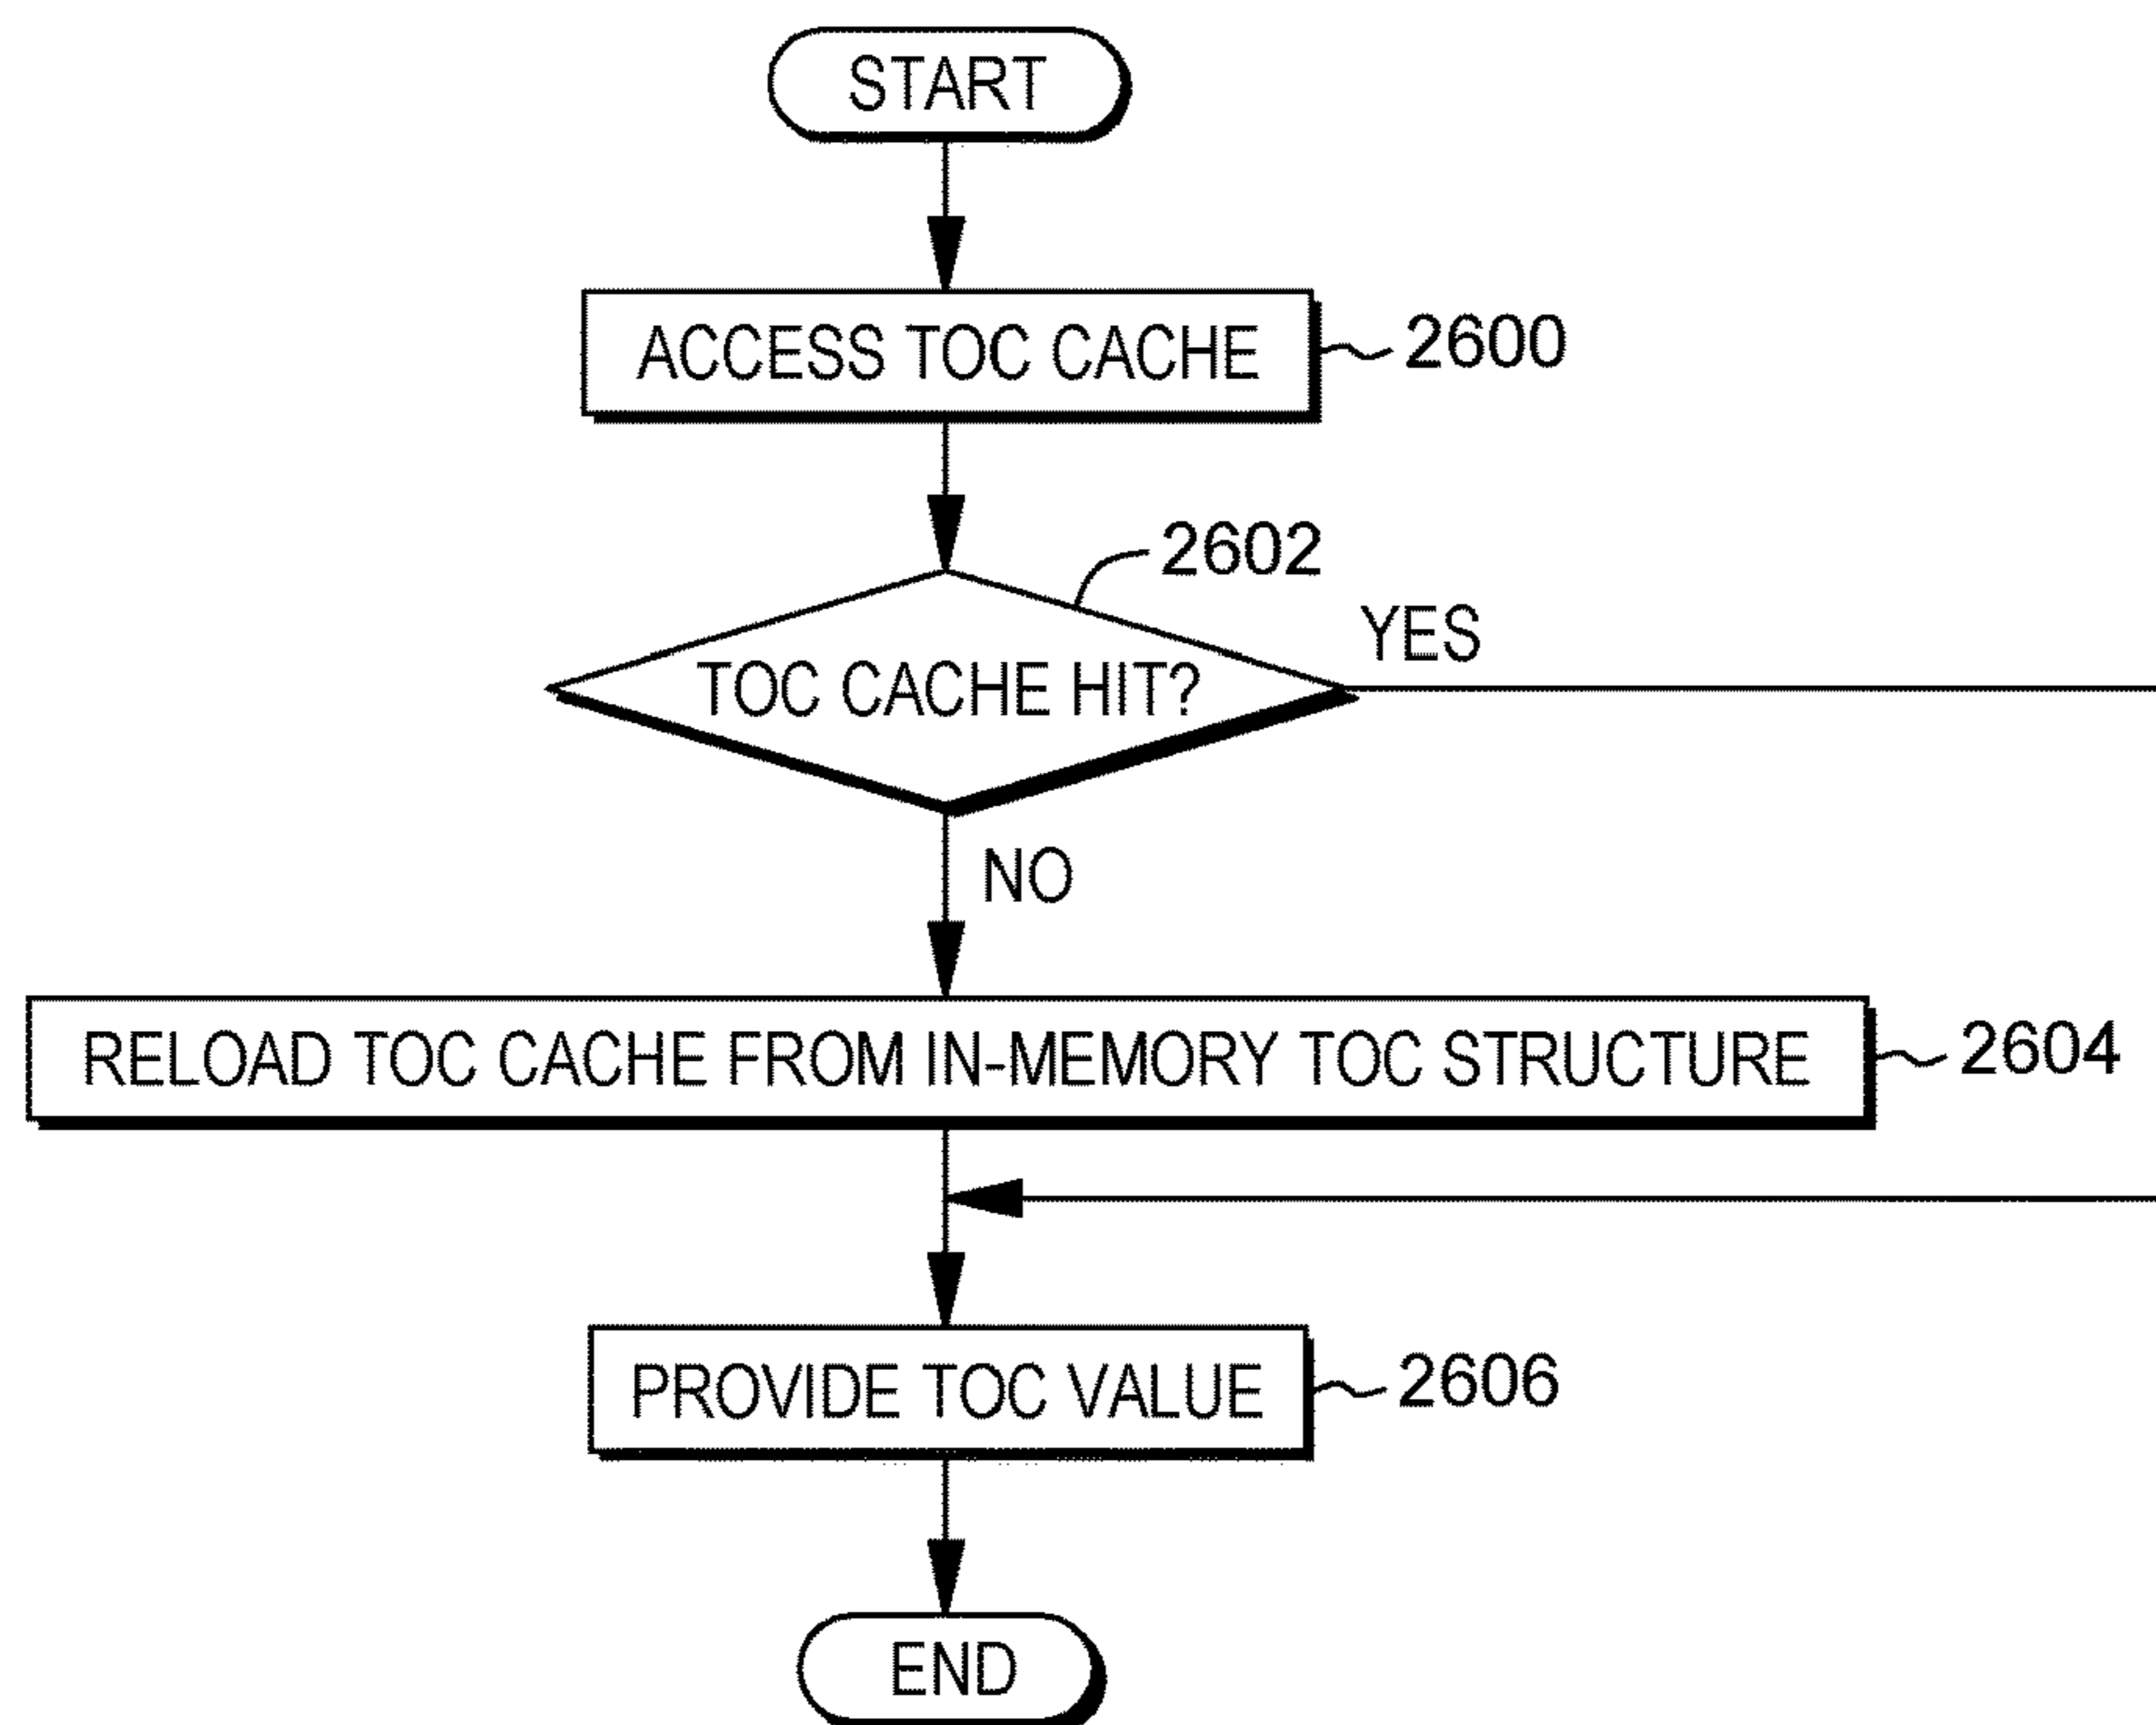 START
ACCESS TOC CACHE
2600
2602
TOC CACHE HIT?
YES
NO
RELOAD TOC CACHE FROM IN-MEMORY TOC STRUCTURE
2604
PROVIDE TOC VALUE
2606
END